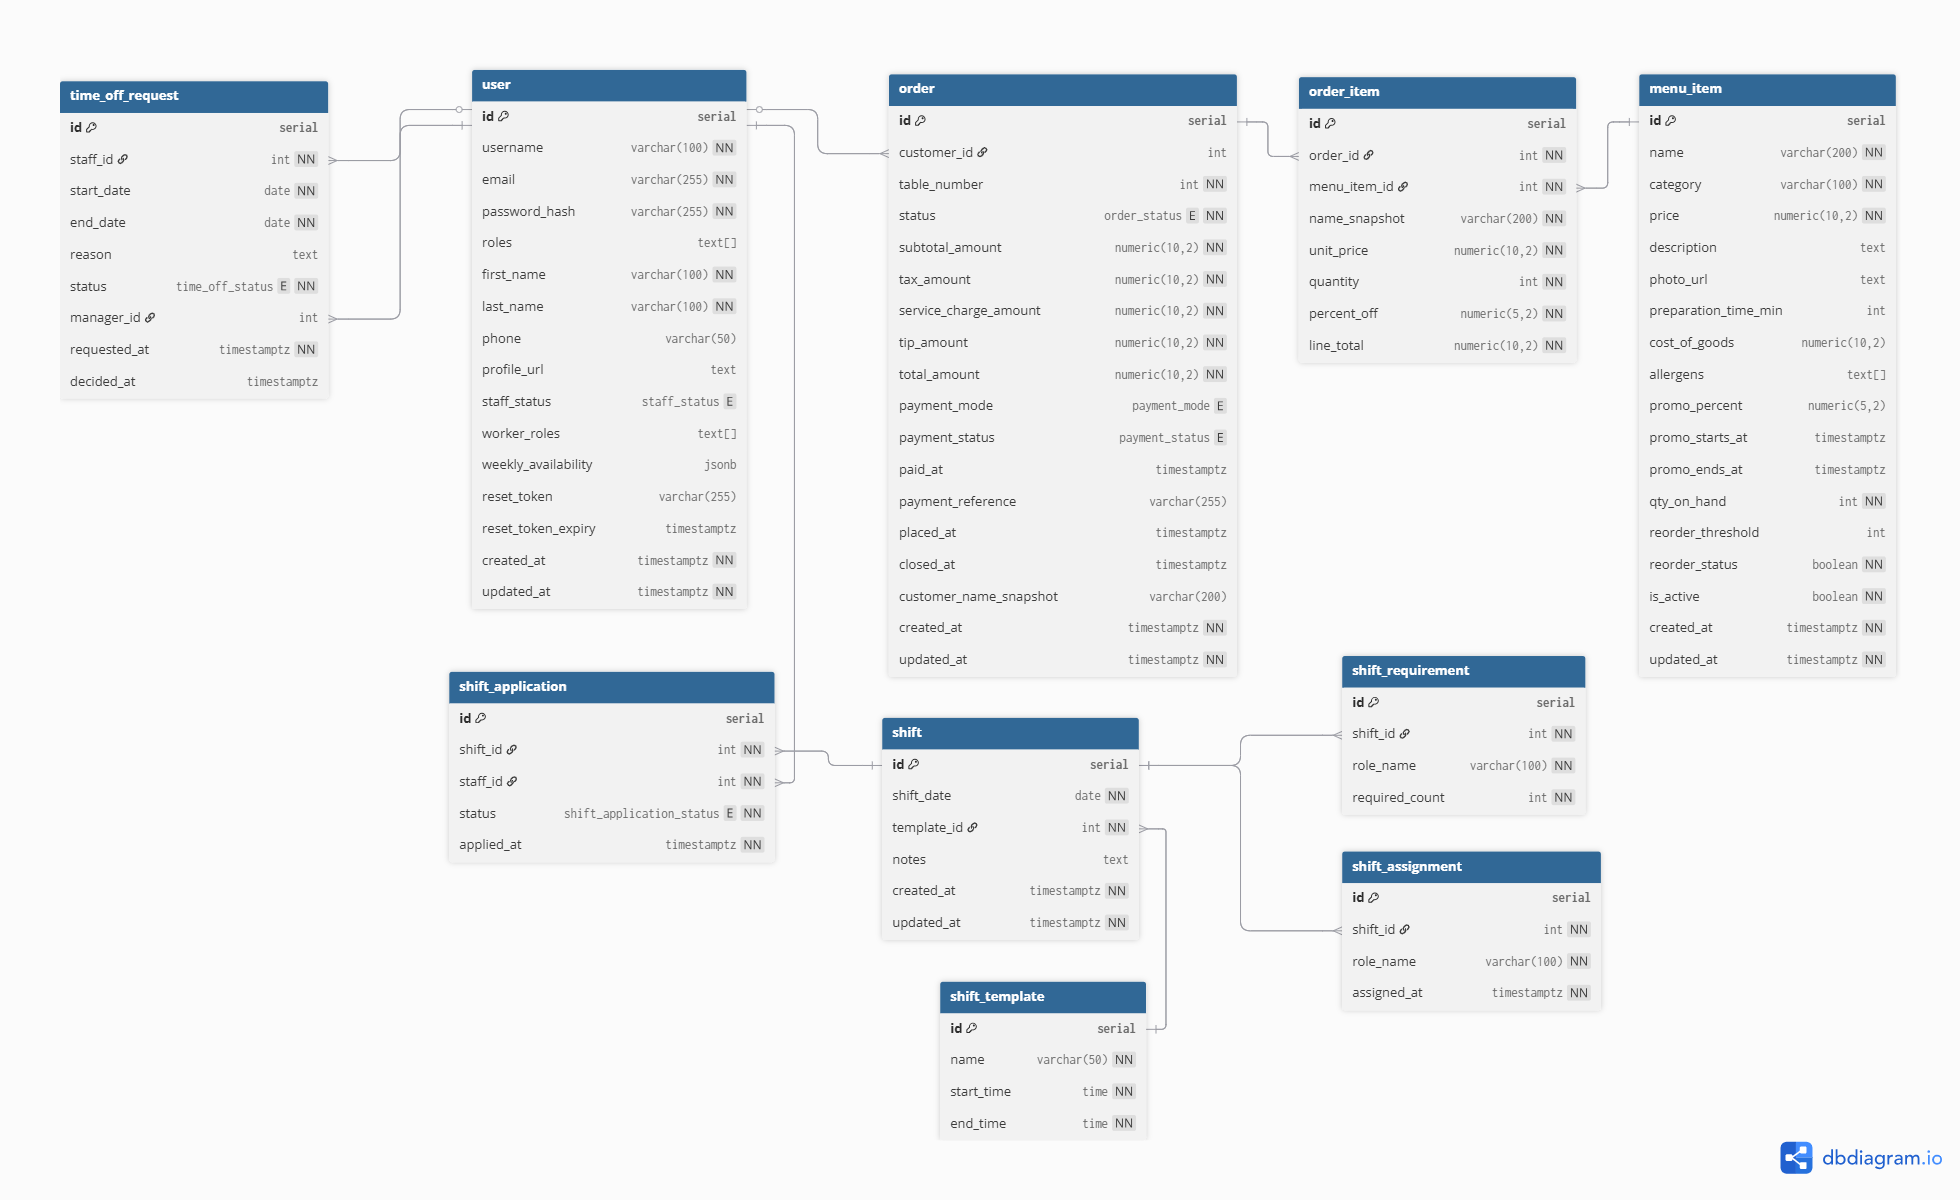 time_off_request
id serial
staff_id int NN
start_date date NN
end_date date NN
reason text
status time_off_status E NN
manager_id int
requested_at timestamptz NN
decided_at timestamptz
user
id serial
username varchar(100) NN
email varchar(255) NN
password_hash varchar(255) NN
roles text[]
first_name varchar(100) NN
last_name varchar(100) NN
phone varchar(50)
profile_url text
staff_status staff_status E
worker_roles text[]
weekly_availability jsonb
reset_token varchar(255)
reset_token_expiry timestamptz
created_at timestamptz NN
updated_at timestamptz NN
order
id serial
customer_id int
table_number int NN
status order_status E NN
subtotal_amount numeric(10,2) NN
tax_amount numeric(10,2) NN
service_charge_amount numeric(10,2) NN
tip_amount numeric(10,2) NN
total_amount numeric(10,2) NN
payment_mode payment_mode E
payment_status payment_status E
paid_at timestamptz
payment_reference varchar(255)
placed_at timestamptz
closed_at timestamptz
customer_name_snapshot varchar(200)
created_at timestamptz NN
updated_at timestamptz NN
order_item
id serial
order_id int NN
menu_item_id int NN
name_snapshot varchar(200) NN
unit_price numeric(10,2) NN
quantity int NN
percent_off numeric(5,2) NN
line_total numeric(10,2) NN
menu_item
id serial
name varchar(200) NN
category varchar(100) NN
price numeric(10,2) NN
description text
photo_url text
preparation_time_min int
cost_of_goods numeric(10,2)
allergens text[]
promo_percent numeric(5,2)
promo_starts_at timestamptz
promo_ends_at timestamptz
qty_on_hand int NN
reorder_threshold int
reorder_status boolean NN
is_active boolean NN
created_at timestamptz NN
updated_at timestamptz NN
shift_application
id serial
shift_id int NN
staff_id int NN
status shift_application_status E NN
applied_at timestamptz NN
shift
id serial
shift_date date NN
template_id int NN
notes text
created_at timestamptz NN
updated_at timestamptz NN
shift_requirement
id serial
shift_id int NN
role_name varchar(100) NN
required_count int NN
shift_assignment
id serial
shift_id int NN
role_name varchar(100) NN
assigned_at timestamptz NN
shift_template
id serial
name varchar(50) NN
start_time time NN
end_time time NN
dbdiagram.io